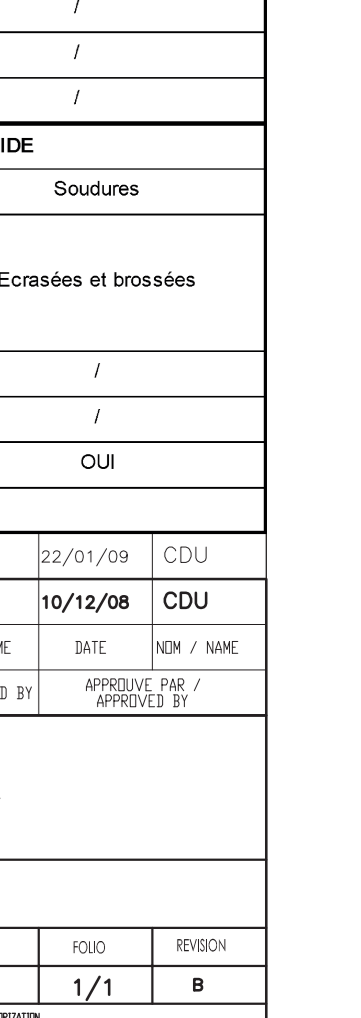 /
/
/
IDE
Soudures
Ecrasées et brossées
/
/
OUI
22/01/09 CDU
10/12/08 CDU
ME DATE NOM / NAME
D BY APPROUVE PAR /
APPROVED BY
FOLIO REVISION
1/1 B